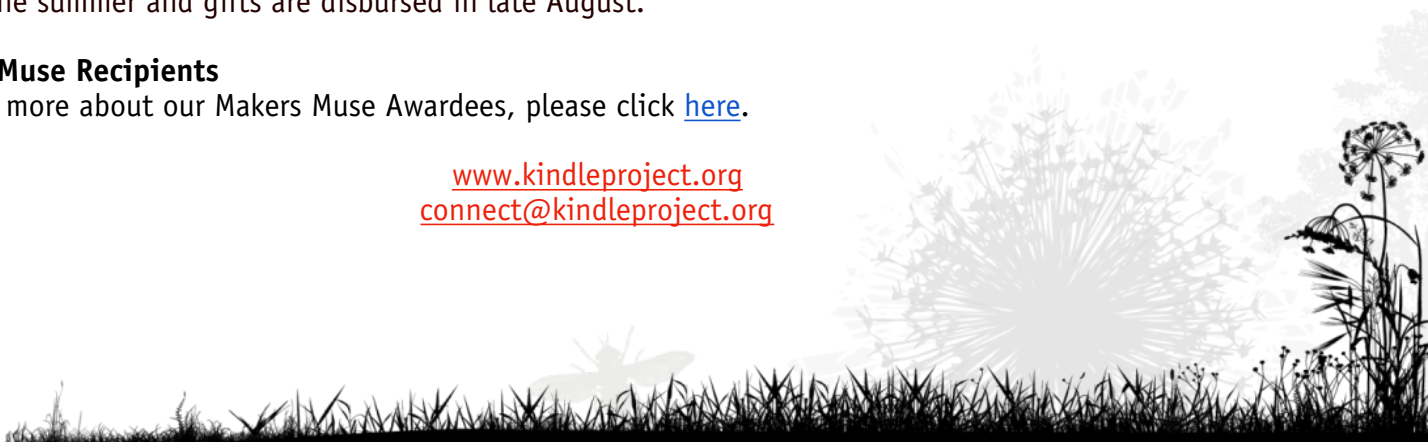 he summer and gifts are disbursed in late August.
Muse Recipients
more about our Makers Muse Awardees, please click here.
www.kindleproject.org
connect@kindleproject.org